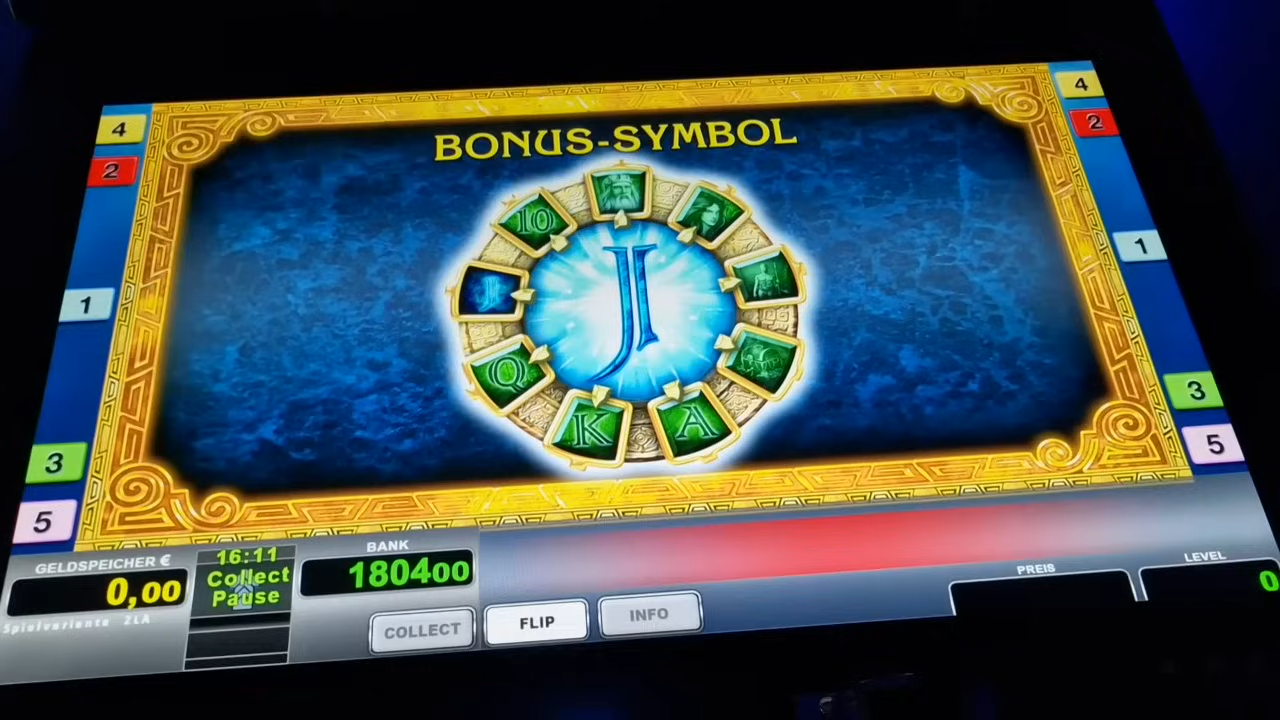 BONUS-SYMBOL
4
4
2
2
10
1
1
J
J
Q
K
A
3
3
5
5
GELDSPEICHER €
0,00
Spielvariante 2LA
16:11
Collect
Pause
BANK
180400
COLLECT
FLIP
INFO
PREIS
LEVEL
0